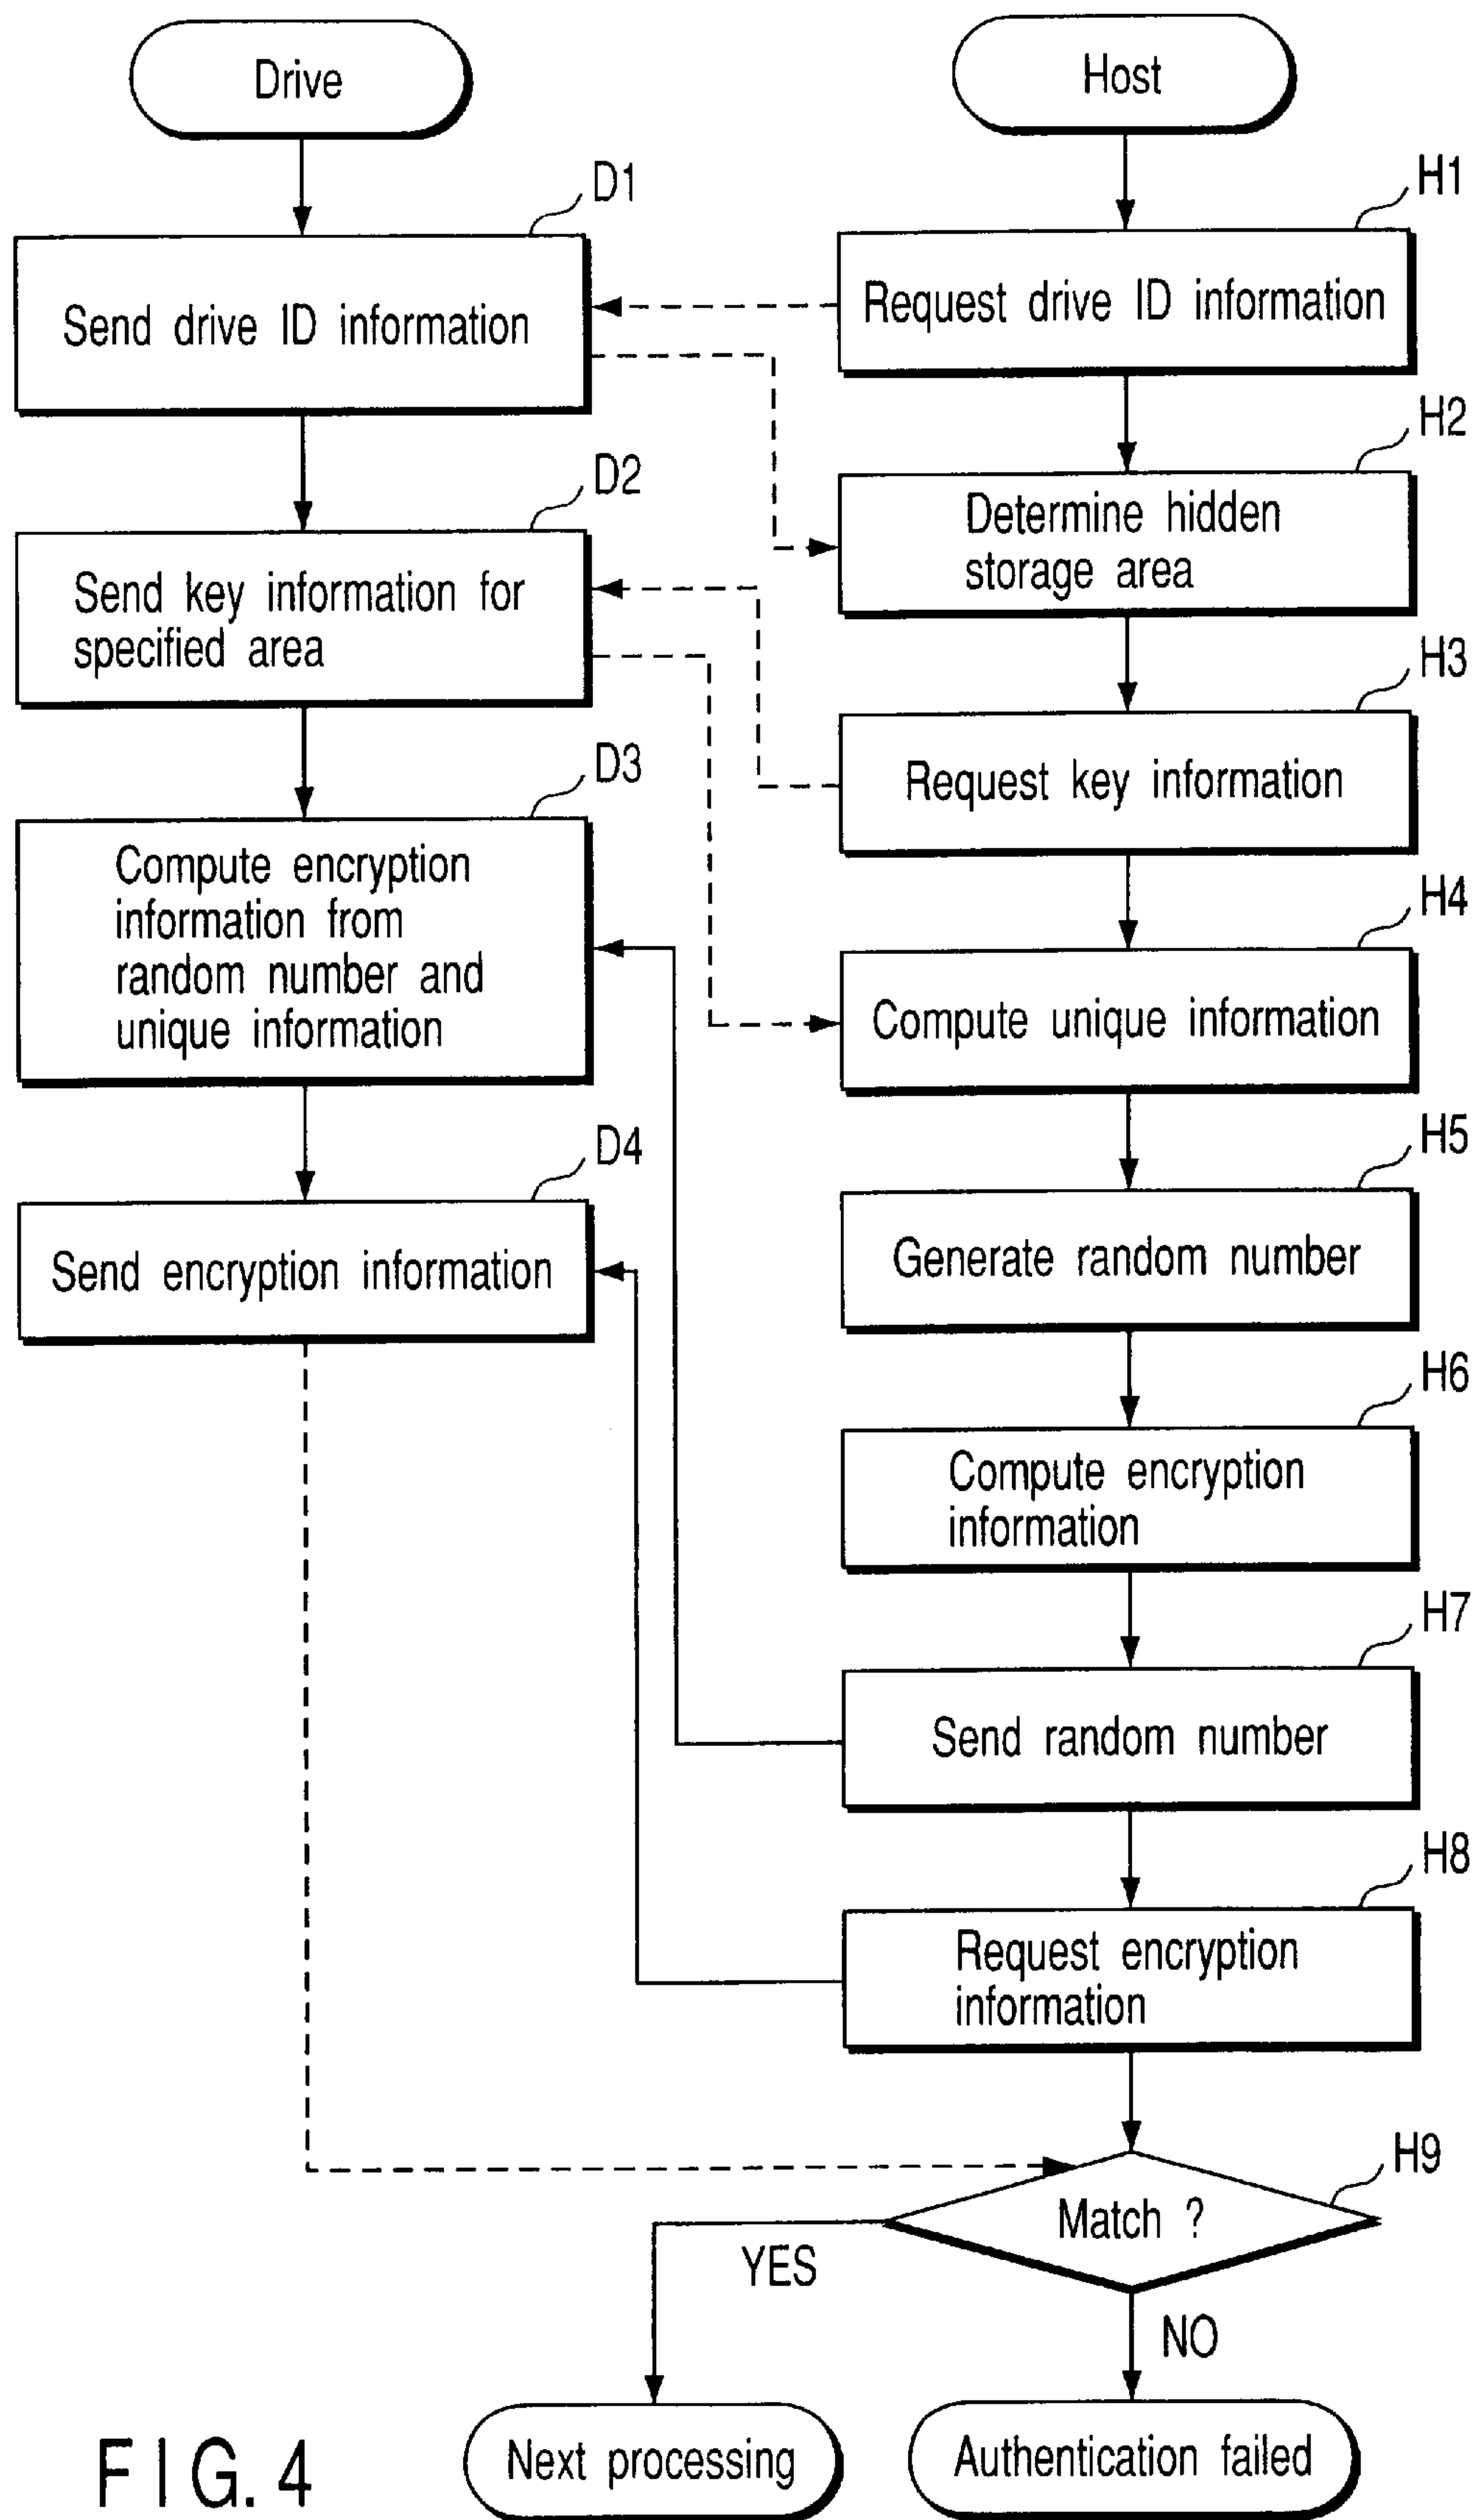 Drive
Host
D1
H1
Send drive ID information
Request drive ID information
H2
D2
Determine hidden
storage area
Send key information for
specified area
H3
D3
Request key information
Compute encryption
information from
random number and
unique information
H4
Compute unique information
D4
H5
Send encryption information
Generate random number
H6
Compute encryption
information
H7
Send random number
H8
Request encryption
information
H9
Match ?
YES
NO
Next processing
Authentication failed
FIG. 4